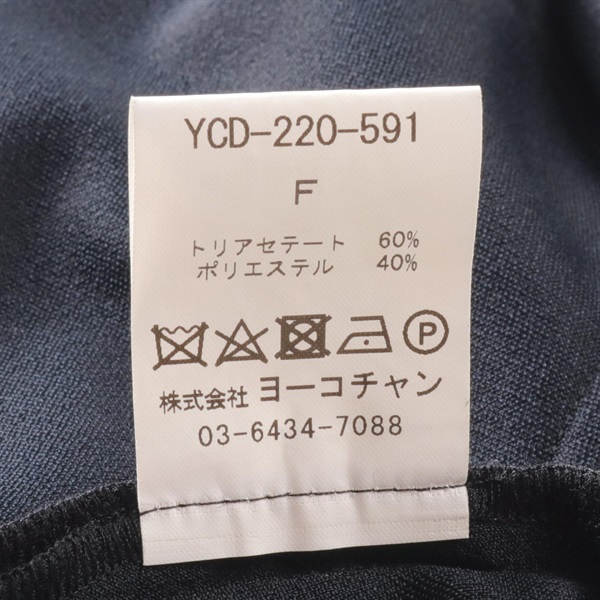 YCD-220-591
F
トリアセテート 60%
ポリエステル 40%
P
株式会社 ヨーコチャン
03-6434-7088